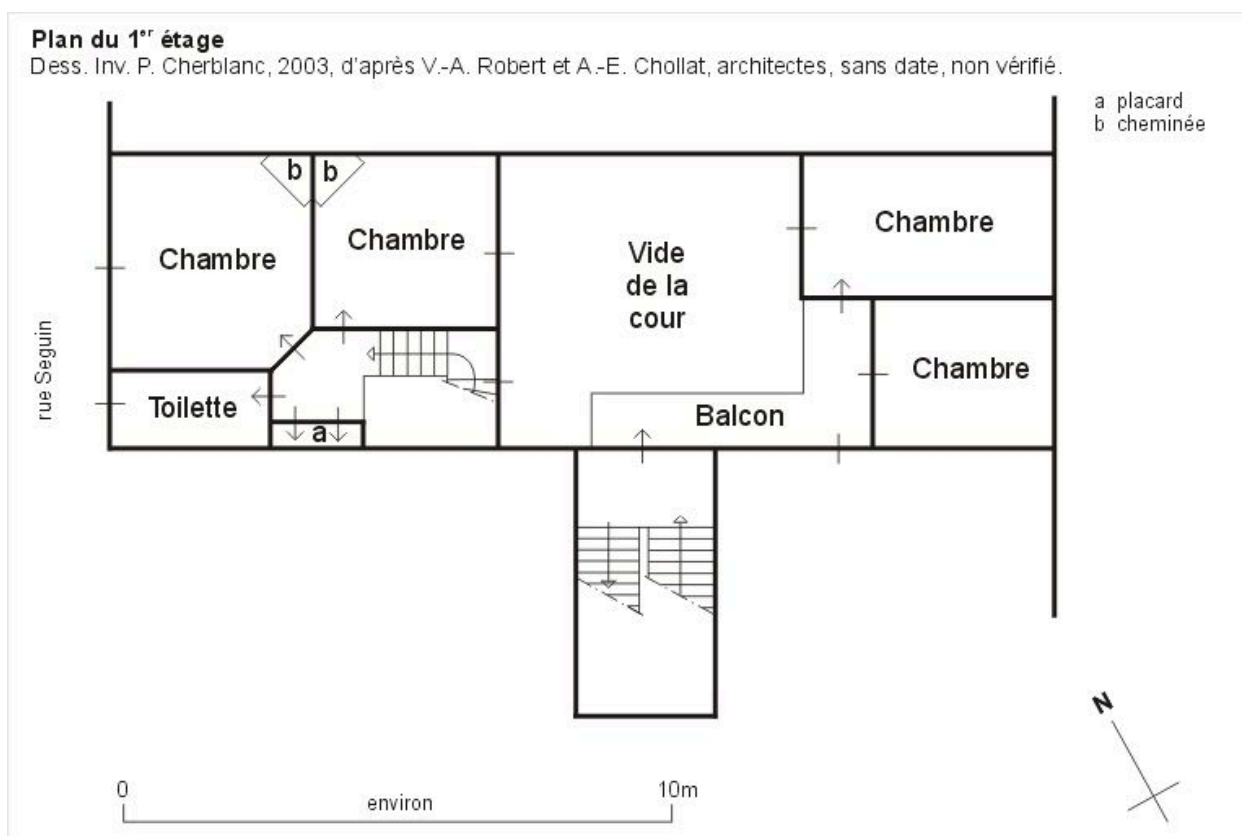 Plan du 1er étage
Dess. Inv. P. Cherblanc, 2003, d'après V.-A. Robert et A.-E. Chollat, architectes, sans date, non vérifié.
a placard
b cheminée
b b
Chambre
Chambre
Vide
de la
cour
Chambre
Chambre
rue Seguin
Toilette
a
Balcon
N
0
10m
environ